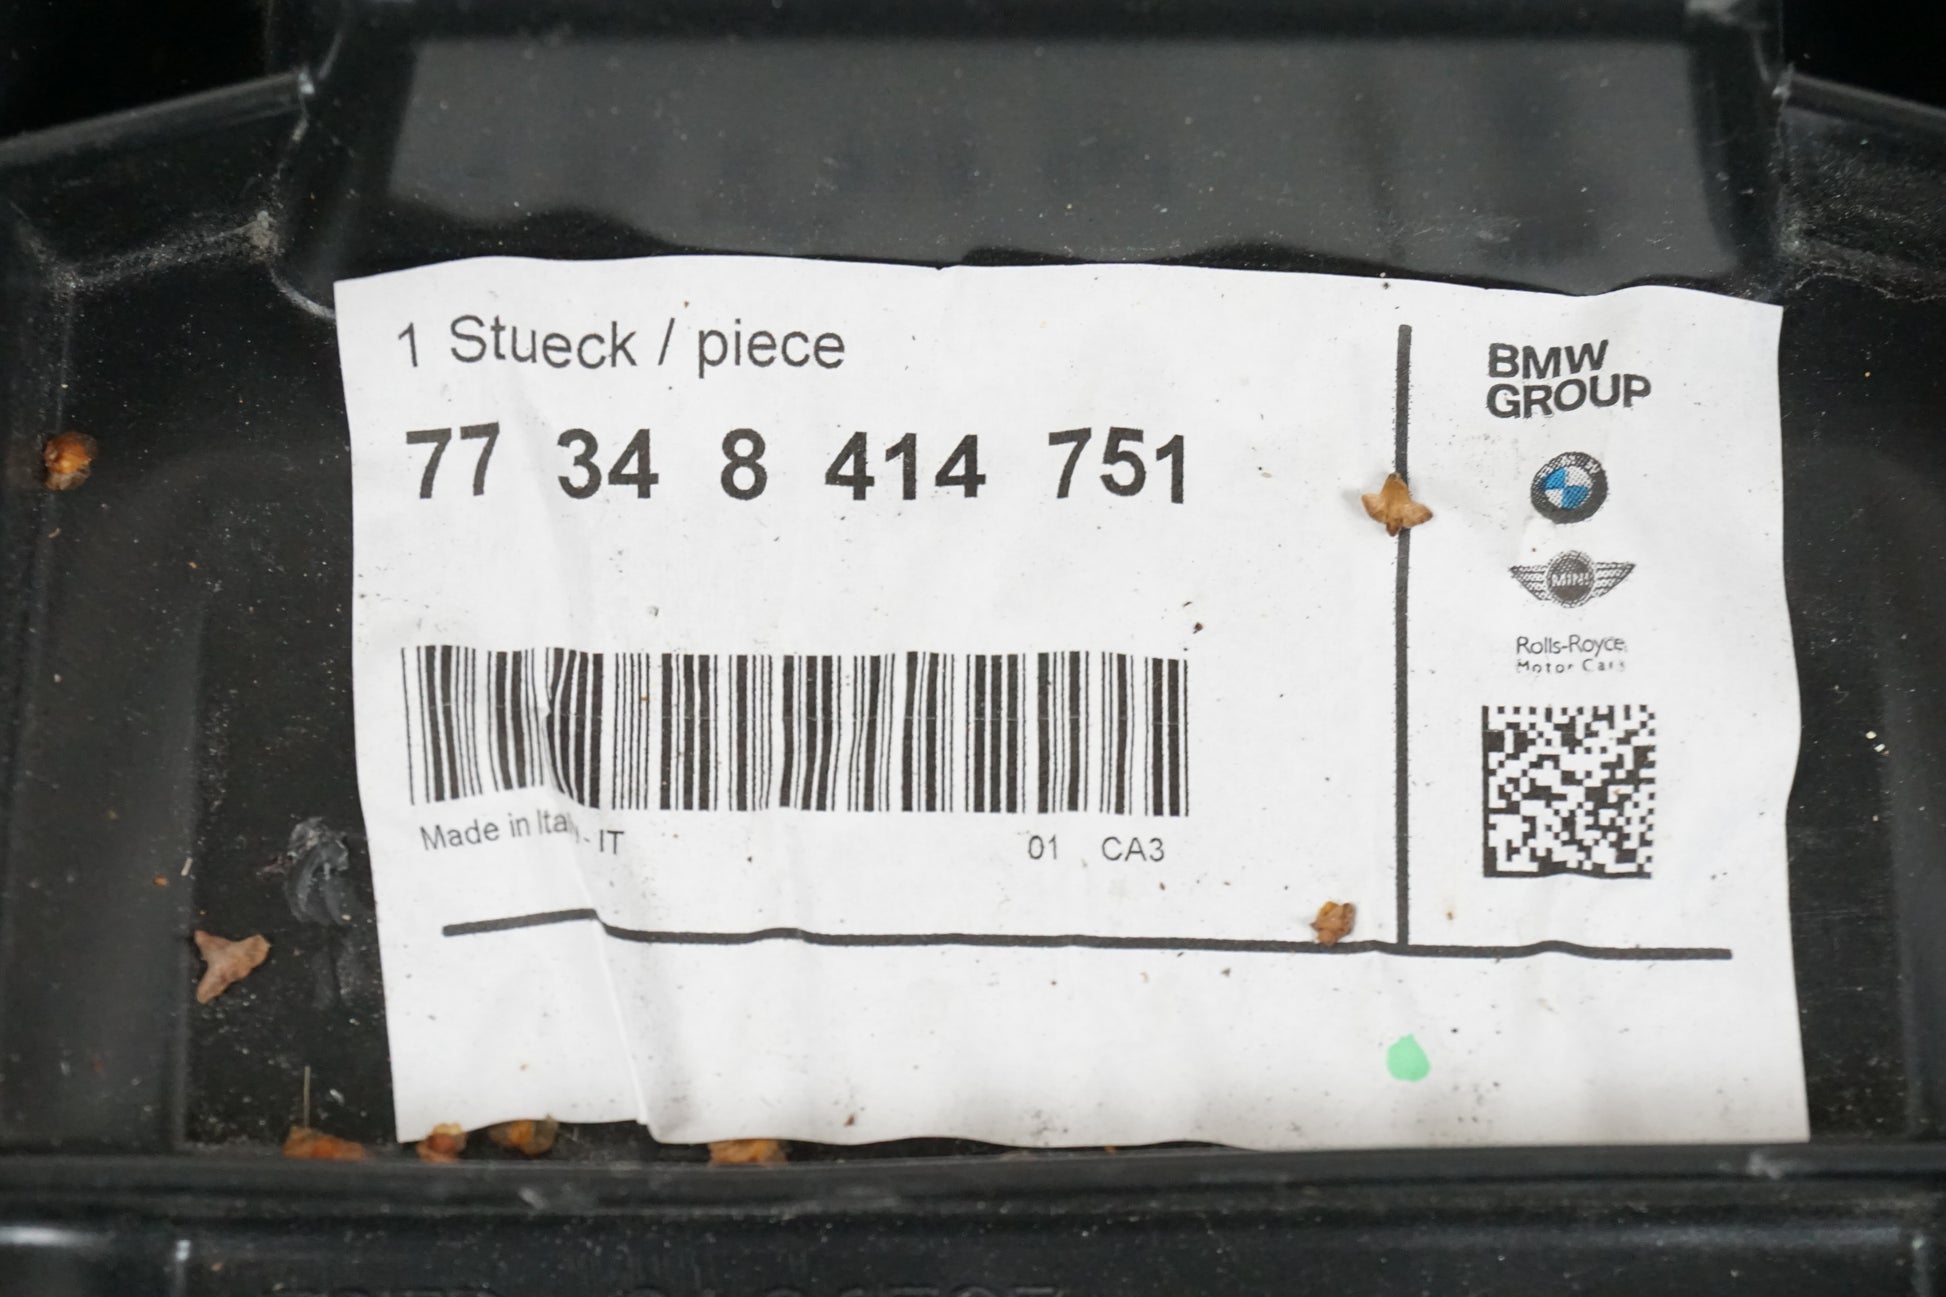 1 Stueck / piece
77 34 8 414 751
Made in Italy - IT
01 CA3
BMW
GROUP
MINI
Rolls-Royce
Motor Cars